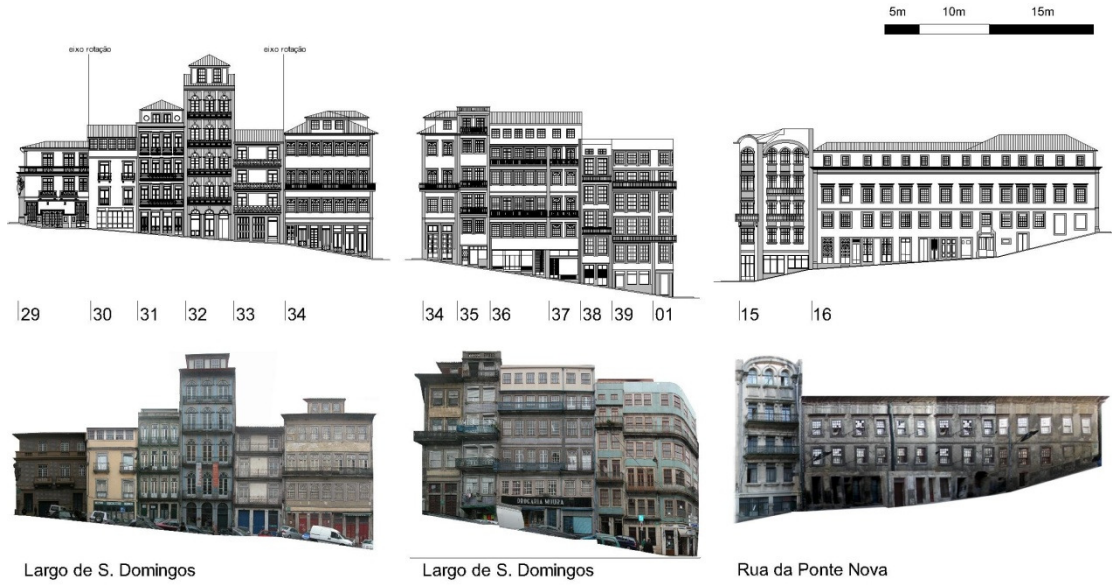 5m 10m 15m
eixo rotação eixo rotação
29 30 31 32 33 34
34 35 36 37 38 39 01
15 16
DROGARIA MOURA
Largo de S. Domingos
Largo de S. Domingos
Rua da Ponte Nova